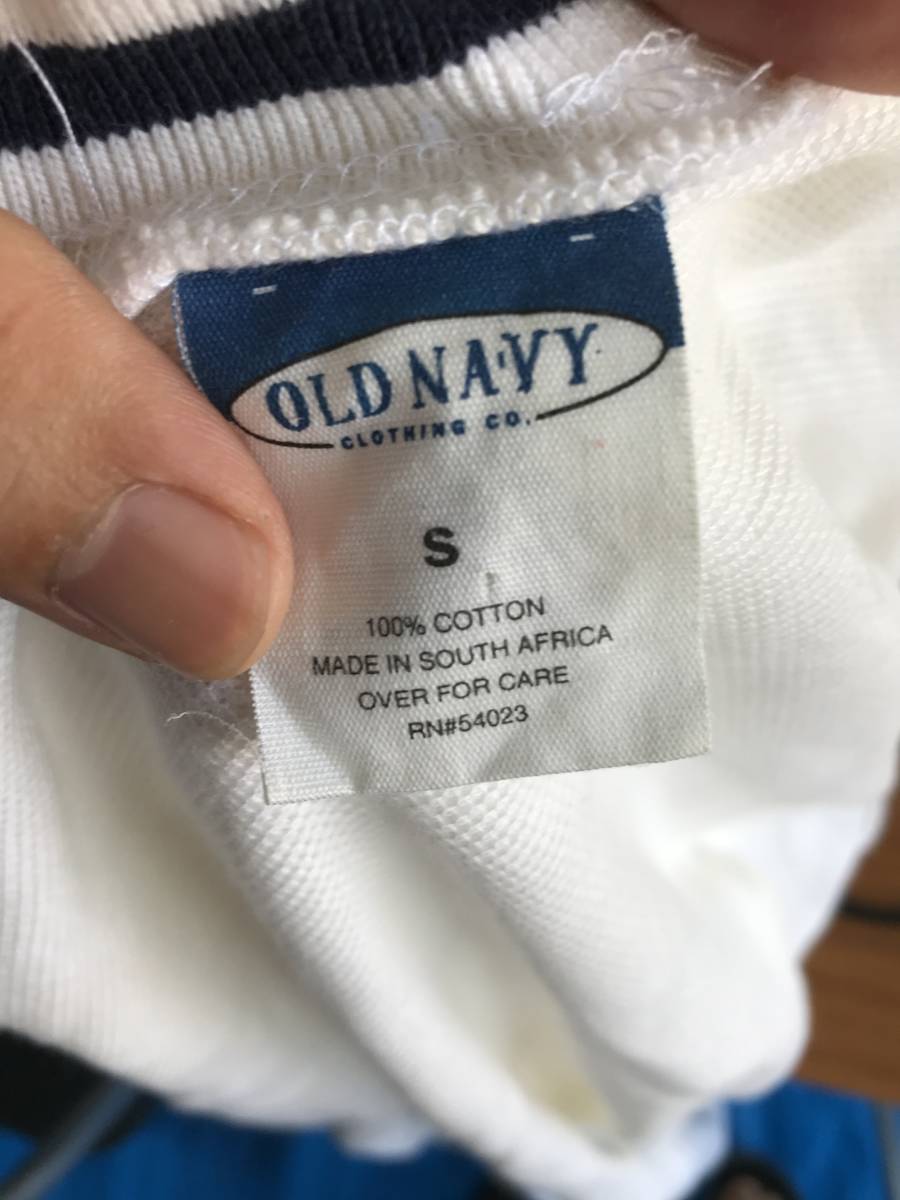 OLD NAVY
CLOTHING CO.
S
100% COTTON
MADE IN SOUTH AFRICA
OVER FOR CARE
RN#54023